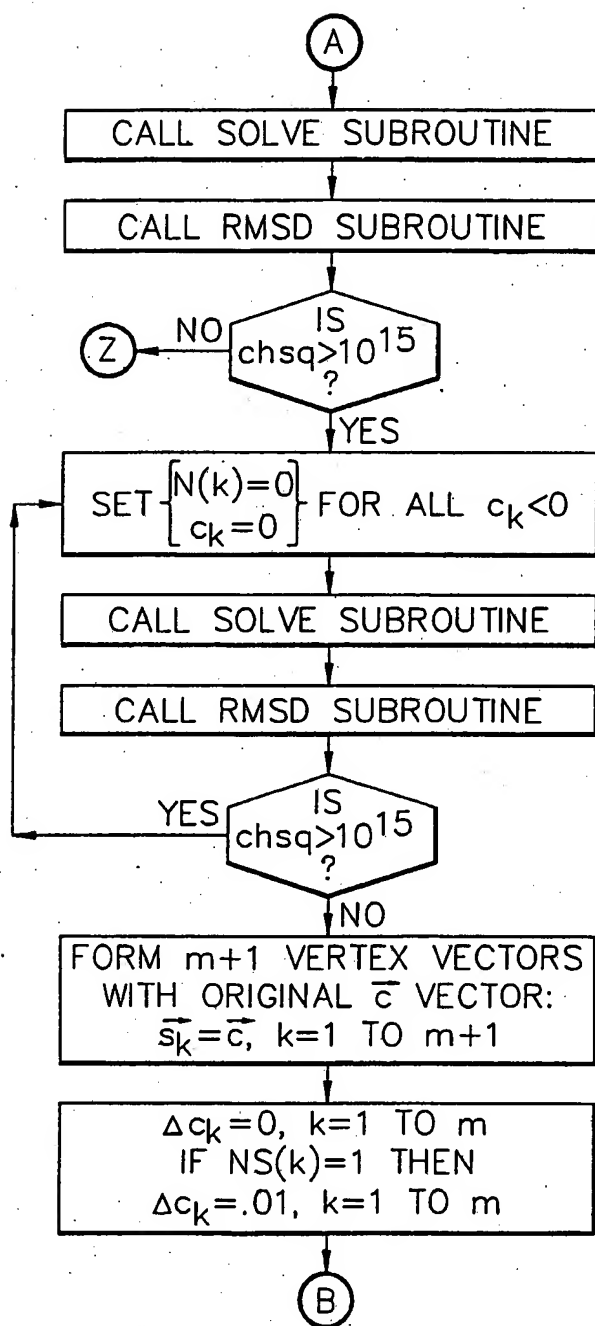 A
CALL SOLVE SUBROUTINE
CALL RMSD SUBROUTINE
IS
chsq>10^15
?
NO
Z
YES
SET {N(k)=0 c_k=0} FOR ALL c_k<0
CALL SOLVE SUBROUTINE
CALL RMSD SUBROUTINE
IS
chsq>10^15
?
YES
NO
FORM m+1 VERTEX VECTORS
WITH ORIGINAL c⃗ VECTOR:
s⃗_k=c⃗, k=1 TO m+1
Δc_k=0, k=1 TO m
IF NS(k)=1 THEN
Δc_k=.01, k=1 TO m
B